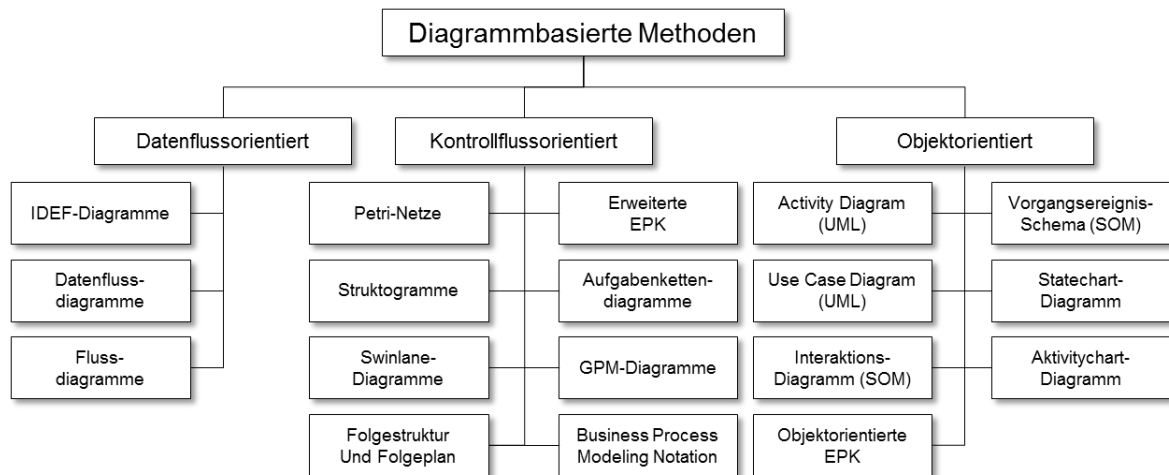 Diagrammbasierte Methoden
Datenflussorientiert
Kontrollflussorientiert
Objektorientiert
IDEF-Diagramme
Datenfluss-
diagramme
Fluss-
diagramme
Petri-Netze
Erweiterte
EPK
Struktogramme
Aufgabenketten-
diagramme
Swinlane-
Diagramme
GPM-Diagramme
Folgestruktur
Und Folgeplan
Business Process
Modeling Notation
Activity Diagram
(UML)
Vorgangsereignis-
Schema (SOM)
Use Case Diagram
(UML)
Statechart-
Diagramm
Interaktions-
Diagramm (SOM)
Aktivitychart-
Diagramm
Objektorientierte
EPK